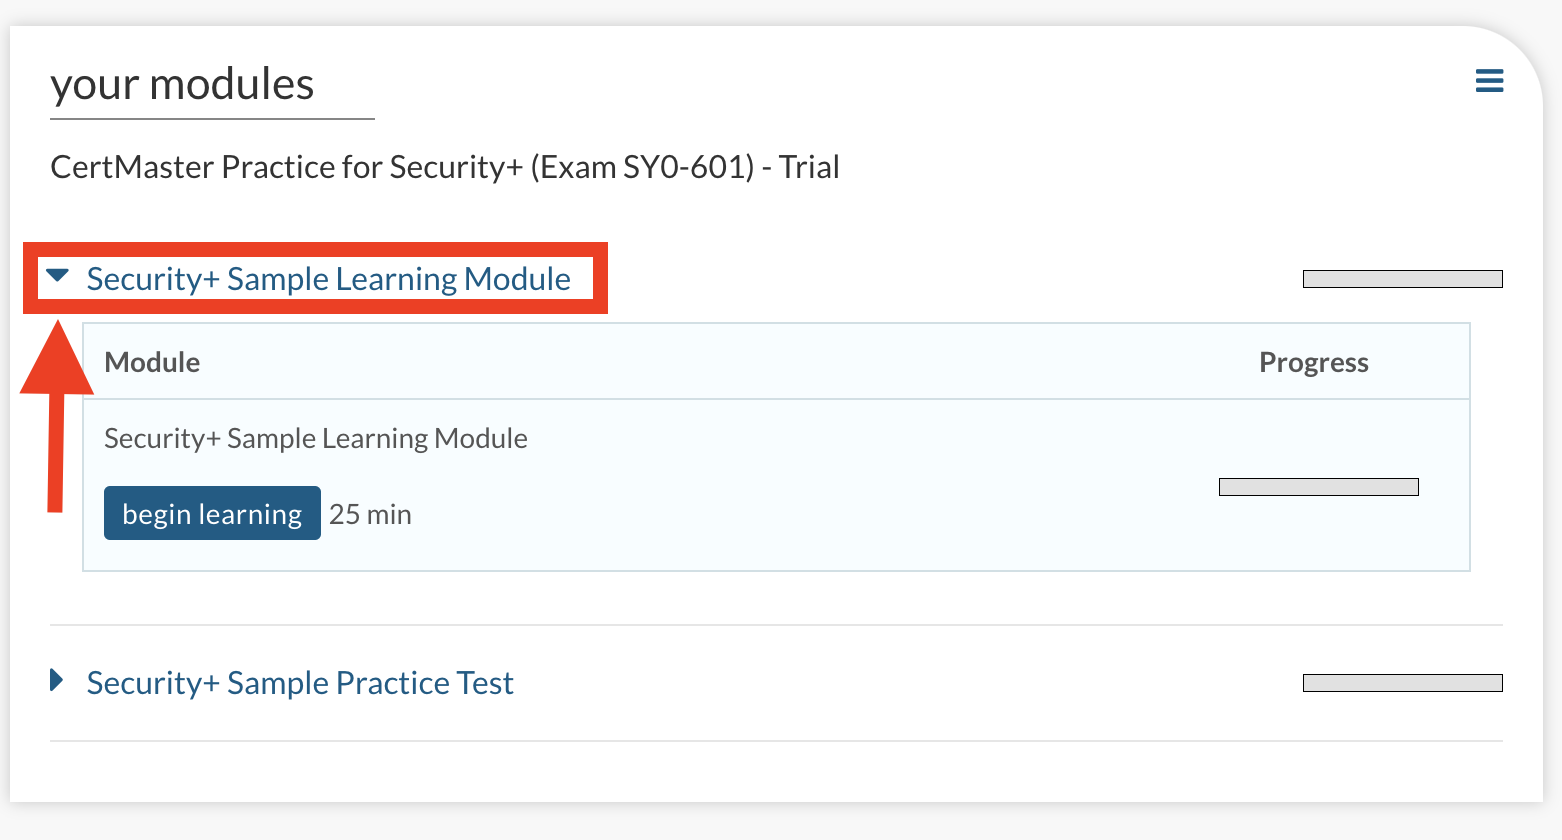 your modules
CertMaster Practice for Security+ (Exam SY0-601) - Trial
Security+ Sample Learning Module
Module Progress
Security+ Sample Learning Module
begin learning 25 min
Security+ Sample Practice Test